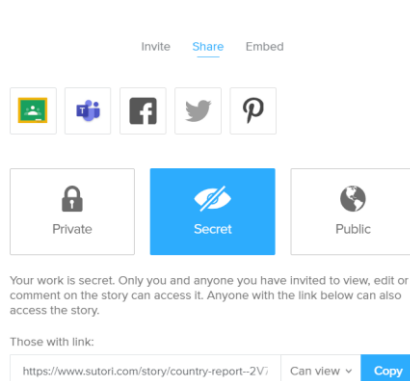 Invite Share Embed
Private Secret Public
Your work is secret. Only you and anyone you have invited to view, edit or
comment on the story can access it. Anyone with the link below can also
access the story.
Those with link:
https://www.sutori.com/story/country-report--2V7 Can view Copy